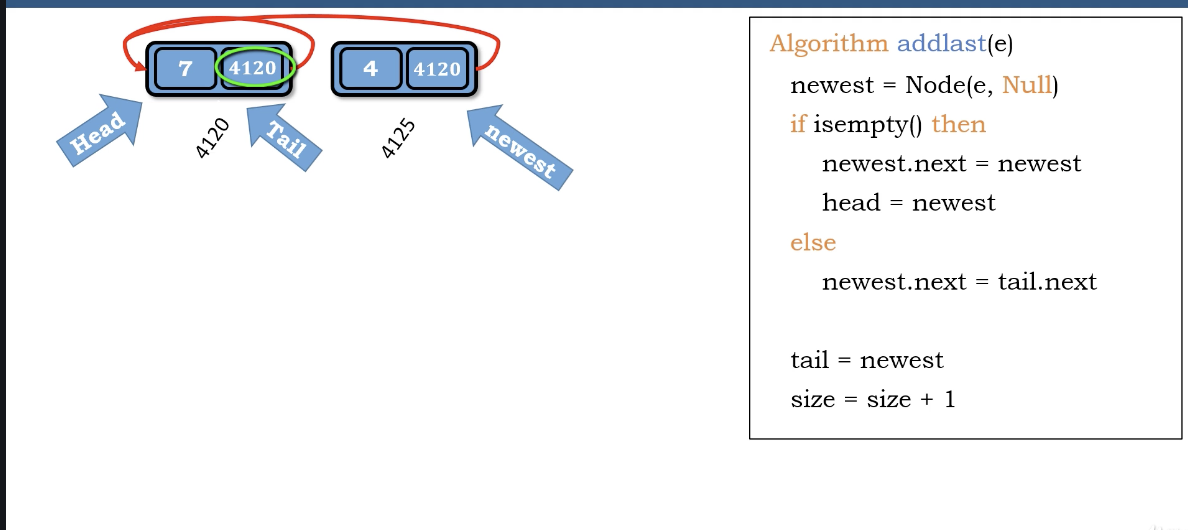 7 4120 4 4120
Head 4120 Tail 4125 newest
Algorithm addlast(e)
newest = Node(e, Null)
if isempty() then
newest.next = newest
head = newest
else
newest.next = tail.next
tail = newest
size = size + 1